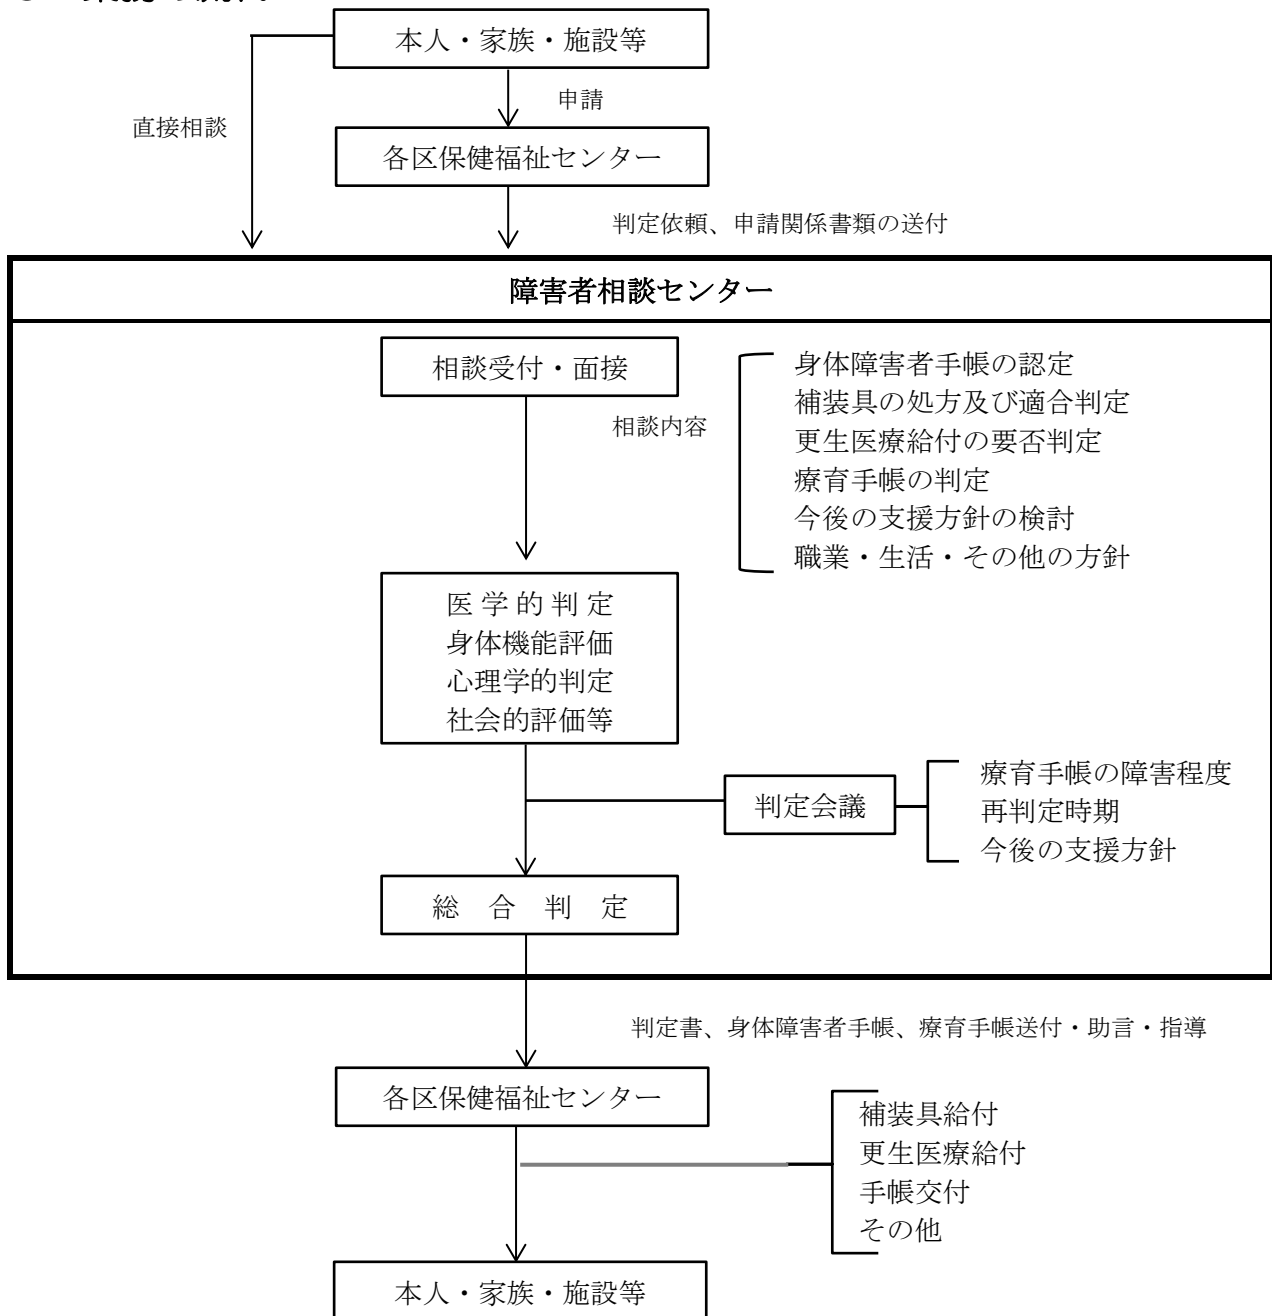 本人・家族・施設等
申請
直接相談
各区保健福祉センター
判定依頼、申請関係書類の送付
障害者相談センター
相談受付・面接
相談内容
身体障害者手帳の認定
補装具の処方及び適合判定
更生医療給付の要否判定
療育手帳の判定
今後の支援方針の検討
職業・生活・その他の方針
医学的判定
身体機能評価
心理学的判定
社会的評価等
判定会議
療育手帳の障害程度
再判定時期
今後の支援方針
総　合　判　定
判定書、身体障害者手帳、療育手帳送付・助言・指導
各区保健福祉センター
補装具給付
更生医療給付
手帳交付
その他
本人・家族・施設等